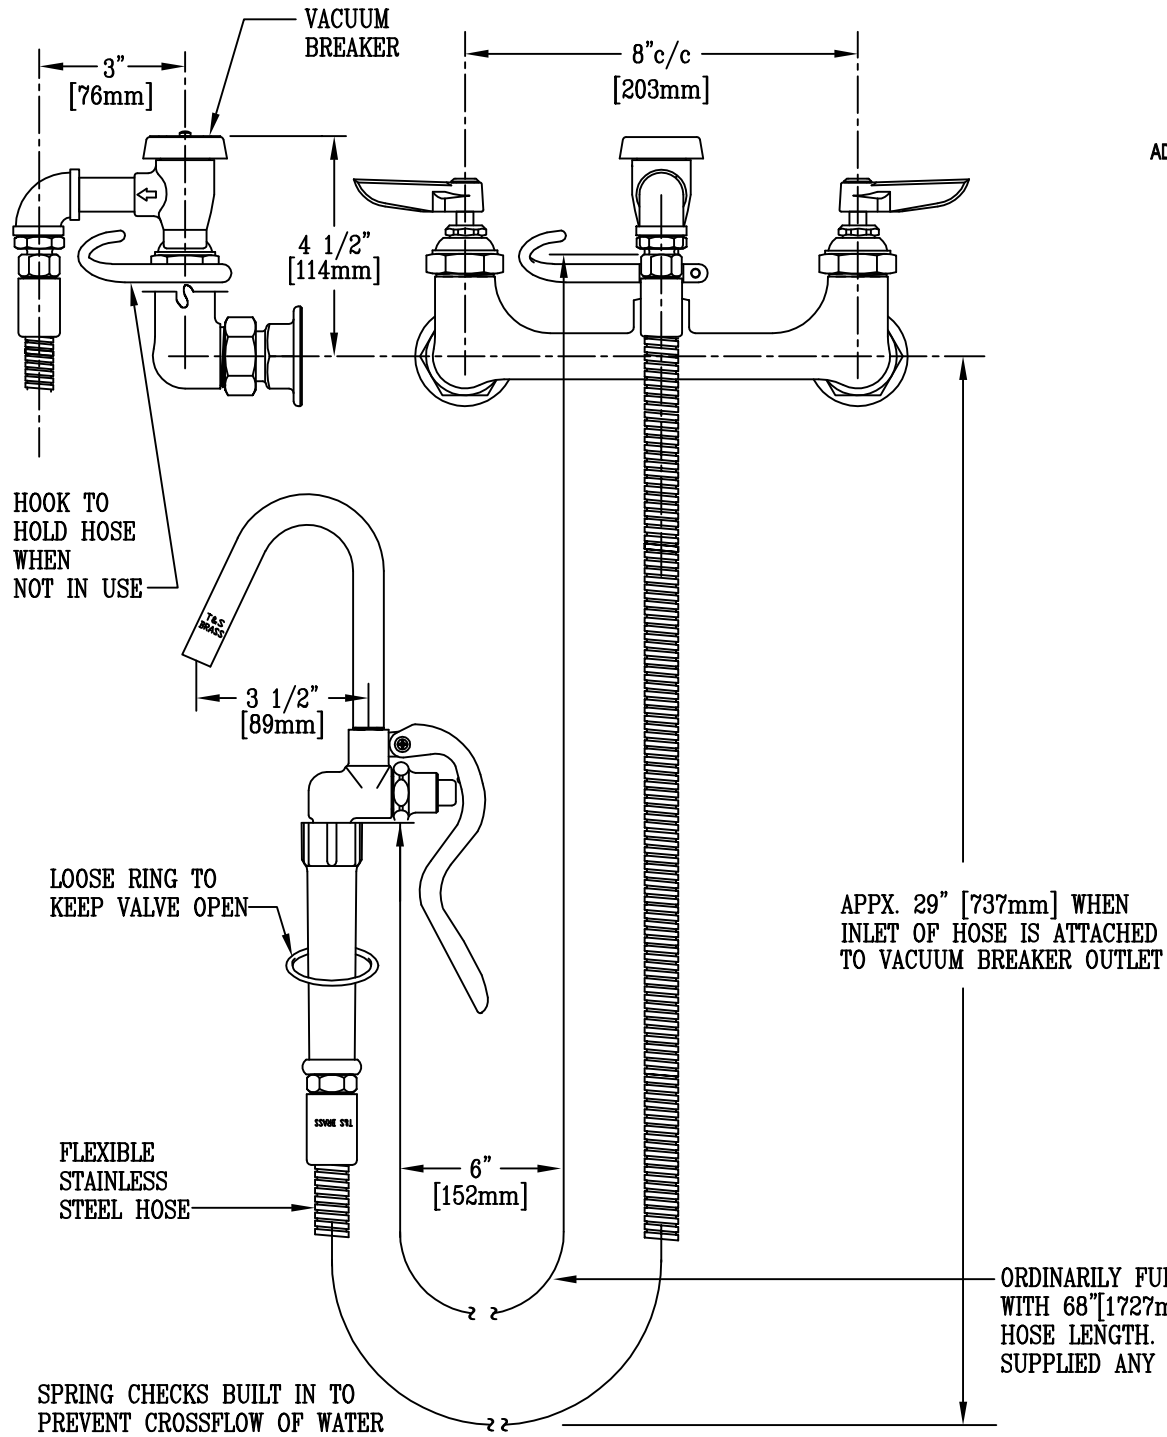 VACUUM
BREAKER
3"
[76mm]
8"c/c
[203mm]
4 1/2"
[114mm]
HOOK TO
HOLD HOSE
WHEN
NOT IN USE
T&S
BRASS
3 1/2"
[89mm]
LOOSE RING TO
KEEP VALVE OPEN
APPX. 29" [737mm] WHEN
INLET OF HOSE IS ATTACHED
TO VACUUM BREAKER OUTLET
T&S BRASS
FLEXIBLE
STAINLESS
STEEL HOSE
6"
[152mm]
ORDINARILY
WITH 68"[1727m
HOSE LENGTH.
SUPPLIED ANY
SPRING CHECKS BUILT IN TO
PREVENT CROSSFLOW OF WATER